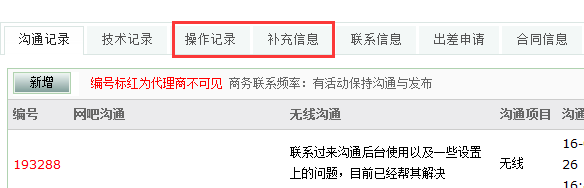 沟通记录 技术记录 操作记录 补充信息 联系信息 出差申请 合同信息
新增 编号标红为代理商不可见 商务联系频率：有活动保持沟通与发布
编号 网吧沟通 无线沟通 沟通项目 沟通
193288 联系过来沟通后台使用以及一些设置 无线 16-
上的问题，目前已经帮其解决 26
16: